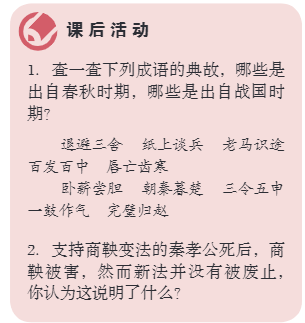 课后活动
1. 查一查下列成语的典故，哪些是
出自春秋时期，哪些是出自战国时
期?
退避三舍 纸上谈兵 老马识途
百发百中 唇亡齿寒
卧薪尝胆 朝秦暮楚 三令五申
一鼓作气 完璧归赵
2. 支持商鞅变法的秦孝公死后，商
鞅被害，然而新法并没有被废止，
你认为这说明了什么?